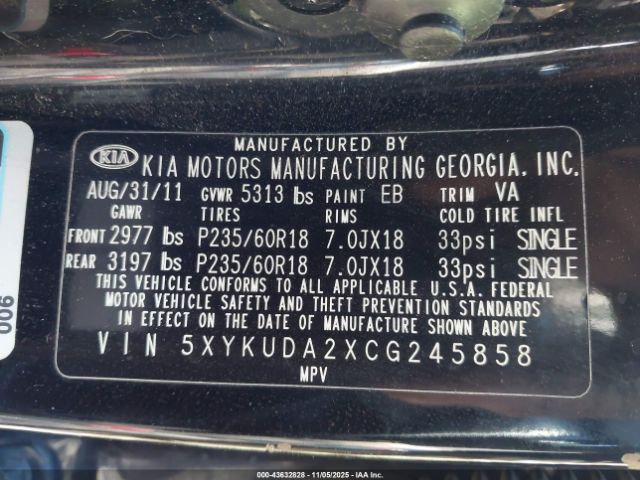 MANUFACTURED BY
KIA KIA MOTORS MANUFACTURING GEORGIA, INC.
AUG/31/11 GVWR 5313 lbs PAINT EB TRIM VA
GAWR TIRES RIMS COLD TIRE INFL
FRONT 2977 lbs P235/60R18 7.0JX18 33psi SINGLE
REAR 3197 lbs P235/60R18 7.0JX18 33psi SINGLE
THIS VEHICLE CONFORMS TO ALL APPLICABLE U.S.A. FEDERAL
MOTOR VEHICLE SAFETY AND THEFT PREVENTION STANDARDS
IN EFFECT ON THE DATE OF MANUFACTURE SHOWN ABOVE
VIN 5XYKUDA2XCG245858
MPV
006
000-43632828 - 11/05/2025 - IAA Inc.